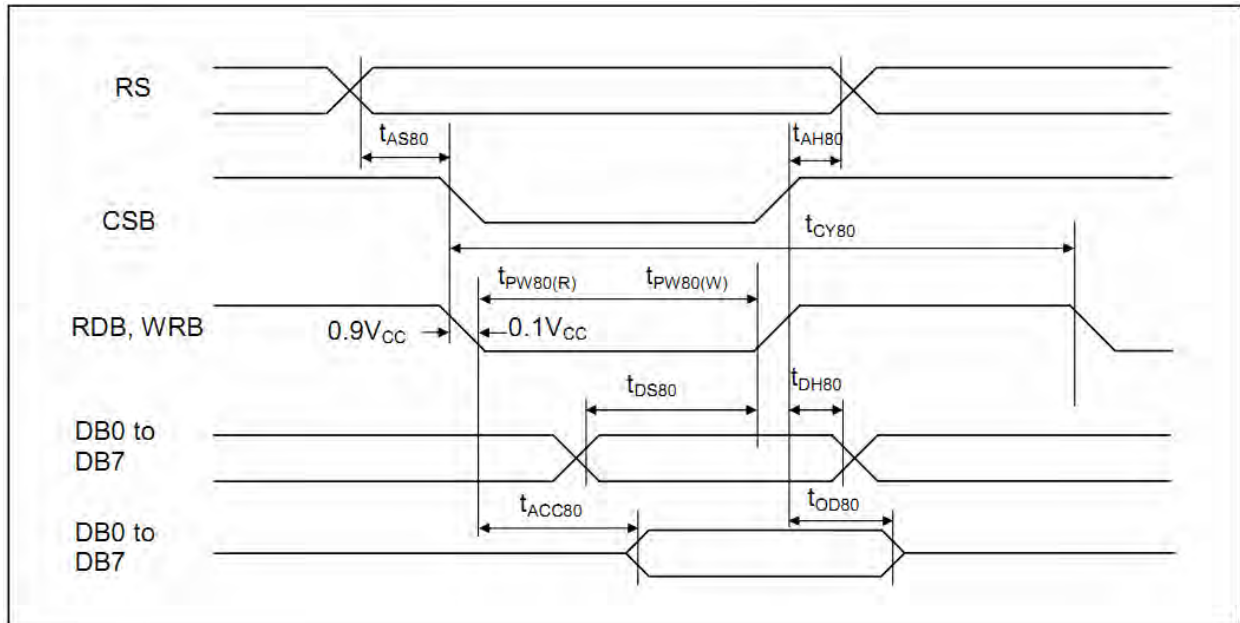 RS
tAS80
tAH80
CSB
tCY80
tPW80(R)
tPW80(W)
RDB, WRB
0.9VCC
0.1VCC
tDS80
tDH80
DB0 to
DB7
tACC80
tOD80
DB0 to
DB7